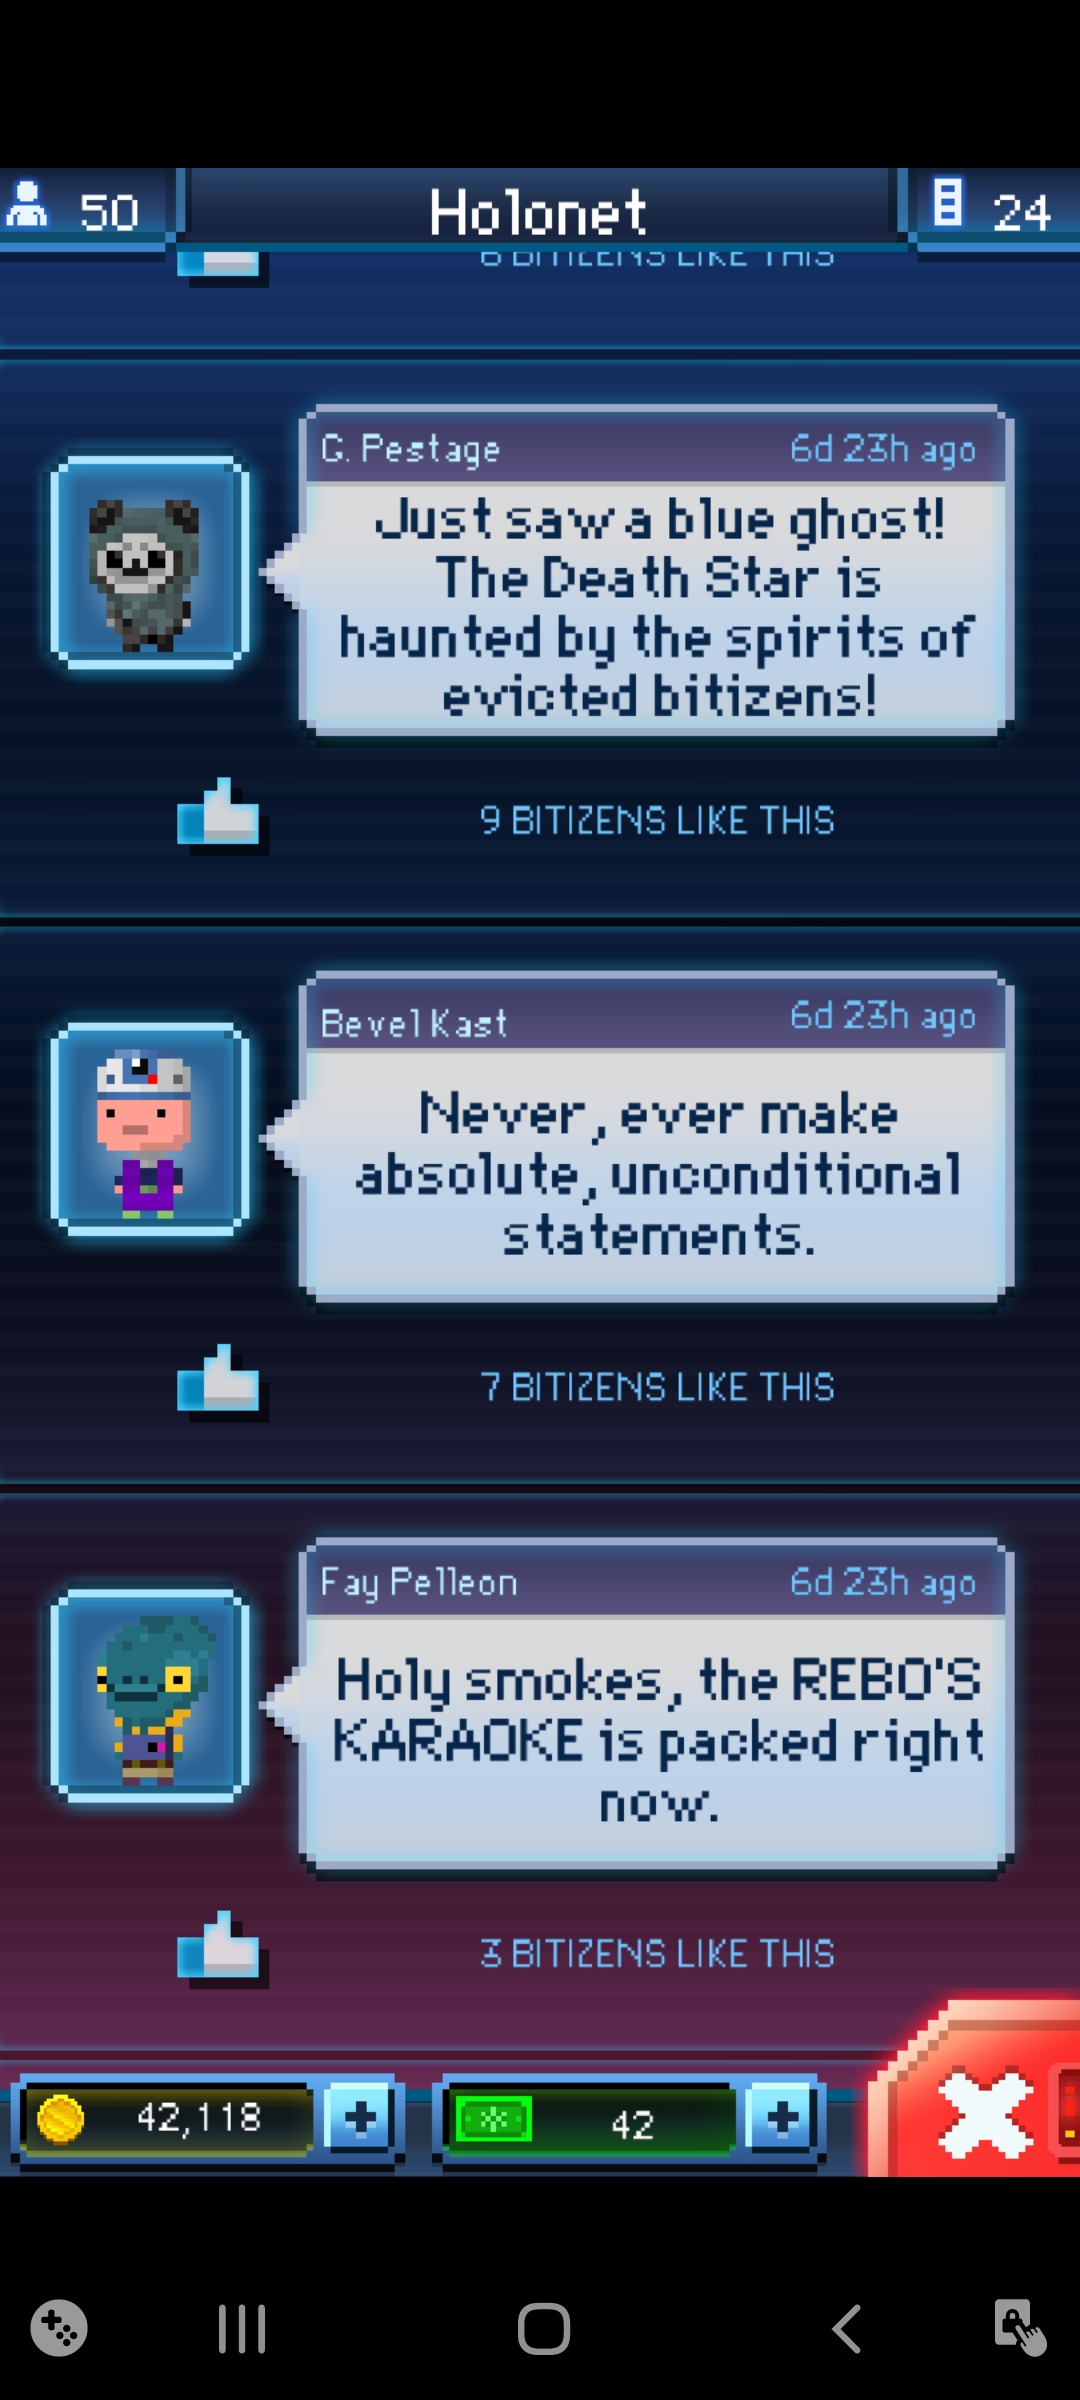 50
Holonet
24
6 BITIZENS LIKE THIS
G. Pestage
6d 23h ago
Just saw a blue ghost!
The Death Star is
haunted by the spirits of
evicted bitizens!
9 BITIZENS LIKE THIS
Bevel Kast
6d 23h ago
Never, ever make
absolute, unconditional
statements.
7 BITIZENS LIKE THIS
Fay Pelleon
6d 23h ago
Holy smokes, the REBO'S
KARAOKE is packed right
now.
3 BITIZENS LIKE THIS
42,118
42